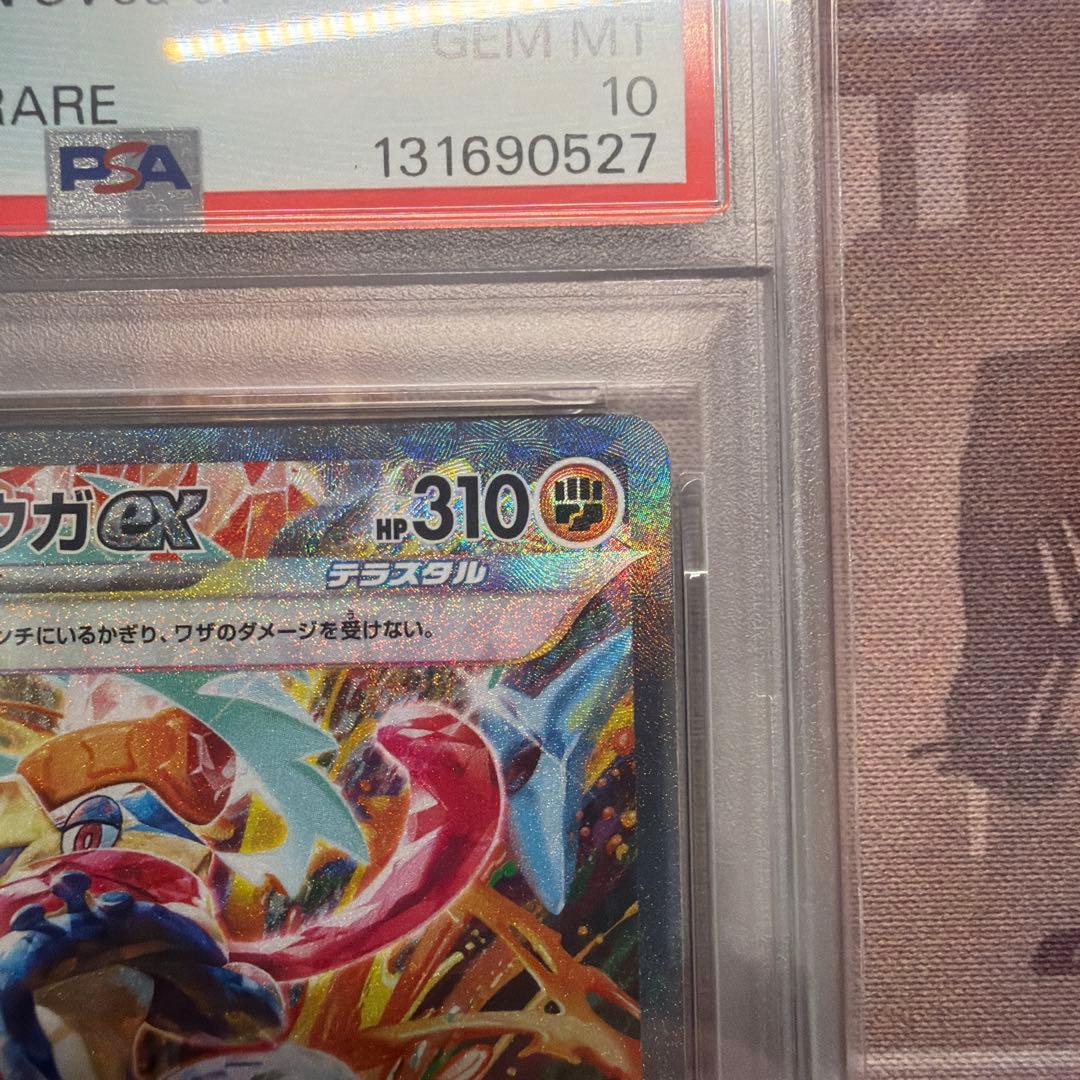 GEM MT
RARE
10
PSA
131690527
ウガex
HP310
テラスタル
ンチにいるかぎり、ワザのダメージを受けない。